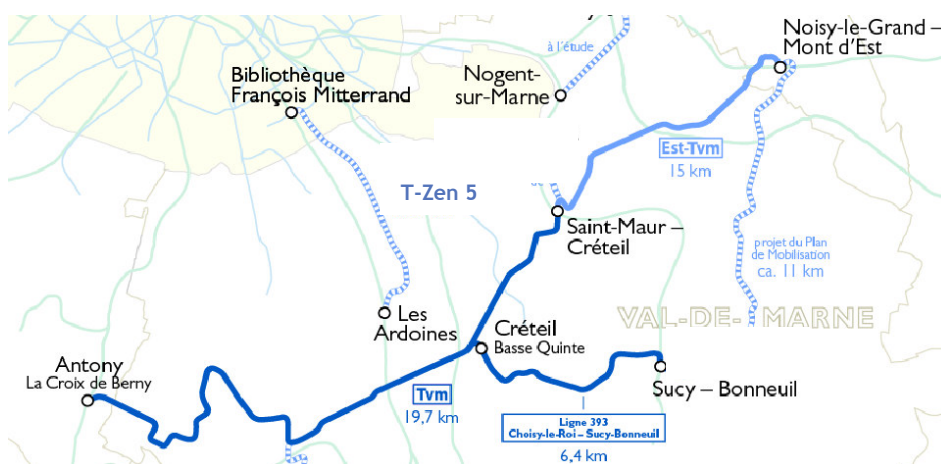 Noisy-le-Grand –
Mont d'Est
à l'étude
Bibliothèque
François Mitterrand
Nogent-
sur-Marne
Est-Tvm
15 km
T-Zen 5
Saint-Maur –
Créteil
projet du Plan
de Mobilisation
ca. 11 km
Les
Ardoines
VAL-DE-MARNE
Créteil
Basse Quinte
Antony
La Croix de Berny
Tvm
19,7 km
Sucy – Bonneuil
Ligne 393
Choisy-le-Roi – Sucy-Bonneuil
6,4 km